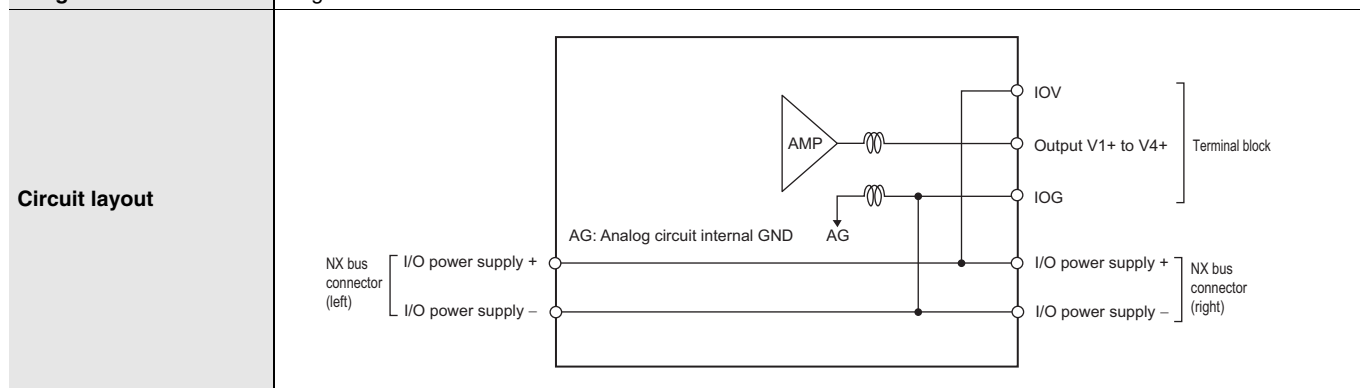 Circuit layout
IOV
AMP
Output V1+ to V4+
Terminal block
IOG
AG: Analog circuit internal GND
AG
NX bus
connector
(left)
I/O power supply +
I/O power supply –
I/O power supply +
I/O power supply –
NX bus
connector
(right)